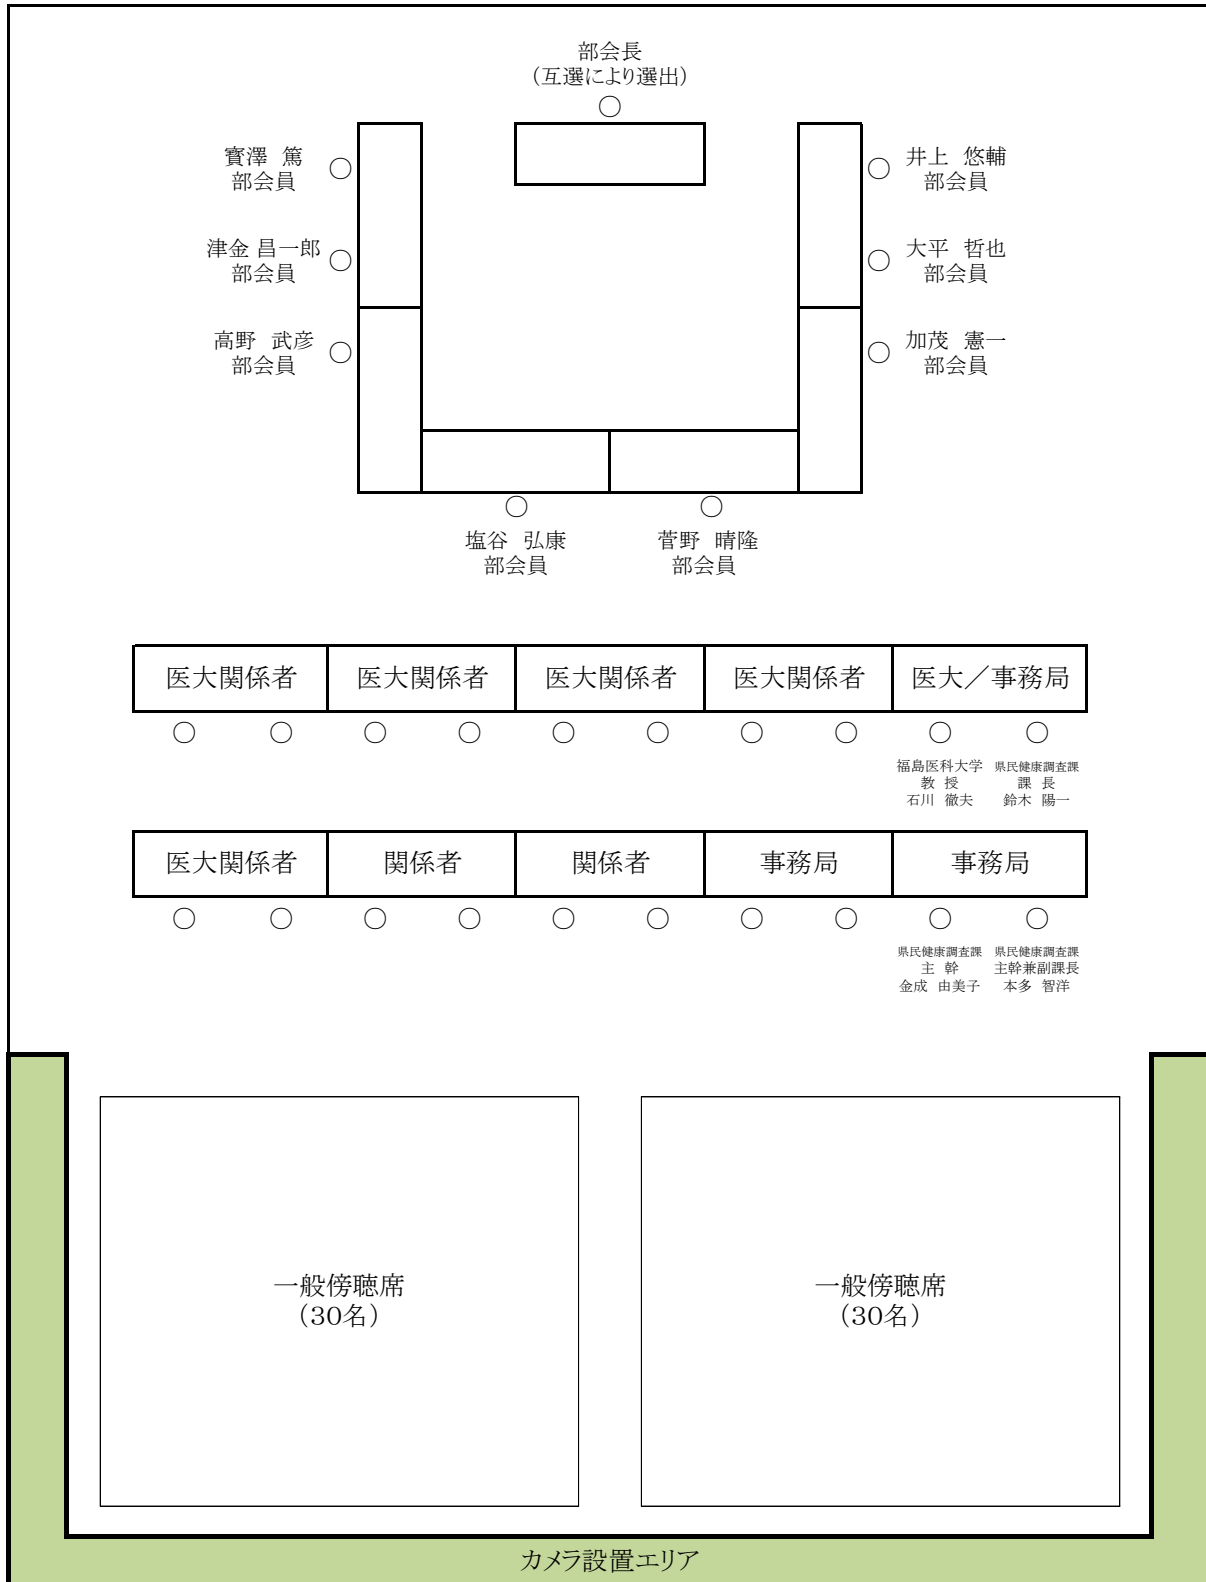 部会長
（互選により選出）
寳澤 篤
部会員
井上 悠輔
部会員
津金 昌一郎
部会員
大平 哲也
部会員
高野 武彦
部会員
加茂 憲一
部会員
塩谷 弘康
部会員
菅野 晴隆
部会員
医大関係者
医大関係者
医大関係者
医大関係者
医大／事務局
福島医科大学
教 授
石川 徹夫
県民健康調査課
課 長
鈴木 陽一
医大関係者
関係者
関係者
事務局
事務局
県民健康調査課
主 幹
金成 由美子
県民健康調査課
主幹兼副課長
本多 智洋
一般傍聴席
（30名）
一般傍聴席
（30名）
カメラ設置エリア